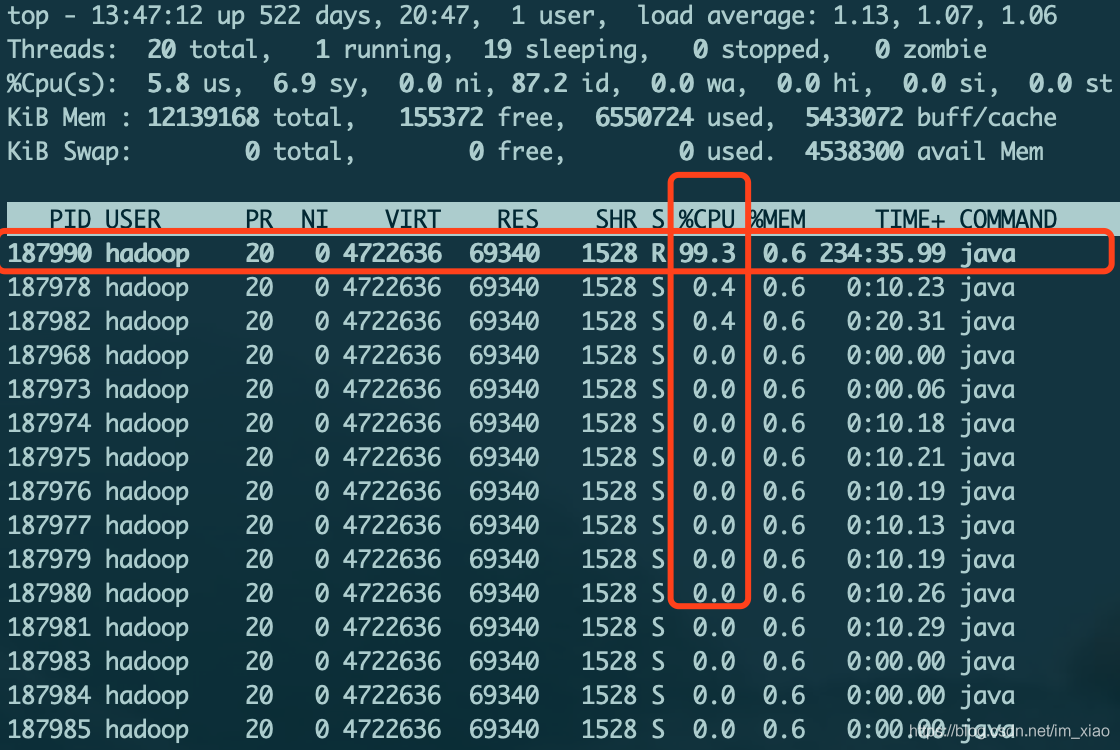 top - 13:47:12 up 522 days, 20:47,  1 user,  load average: 1.13, 1.07, 1.06
Threads:  20 total,   1 running,  19 sleeping,   0 stopped,   0 zombie
%Cpu(s):  5.8 us,  6.9 sy,  0.0 ni, 87.2 id,  0.0 wa,  0.0 hi,  0.0 si,  0.0 st
KiB Mem : 12139168 total,   155372 free,  6550724 used,  5433072 buff/cache
KiB Swap:        0 total,        0 free,        0 used.  4538300 avail Mem
PID USER      PR  NI    VIRT    RES    SHR S %CPU %MEM     TIME+ COMMAND
187990 hadoop    20   0 4722636  69340   1528 R 99.3  0.6 234:35.99 java
187978 hadoop    20   0 4722636  69340   1528 S  0.4  0.6   0:10.23 java
187982 hadoop    20   0 4722636  69340   1528 S  0.4  0.6   0:20.31 java
187968 hadoop    20   0 4722636  69340   1528 S  0.0  0.6   0:00.00 java
187973 hadoop    20   0 4722636  69340   1528 S  0.0  0.6   0:00.06 java
187974 hadoop    20   0 4722636  69340   1528 S  0.0  0.6   0:10.18 java
187975 hadoop    20   0 4722636  69340   1528 S  0.0  0.6   0:10.21 java
187976 hadoop    20   0 4722636  69340   1528 S  0.0  0.6   0:10.19 java
187977 hadoop    20   0 4722636  69340   1528 S  0.0  0.6   0:10.13 java
187979 hadoop    20   0 4722636  69340   1528 S  0.0  0.6   0:10.19 java
187980 hadoop    20   0 4722636  69340   1528 S  0.0  0.6   0:10.26 java
187981 hadoop    20   0 4722636  69340   1528 S  0.0  0.6   0:10.29 java
187983 hadoop    20   0 4722636  69340   1528 S  0.0  0.6   0:00.00 java
187984 hadoop    20   0 4722636  69340   1528 S  0.0  0.6   0:00.00 java
187985 hadoop    20   0 4722636  69340   1528 S  0.0  0.6   0:00.00 java
https://blog.csdn.net/im_xiao